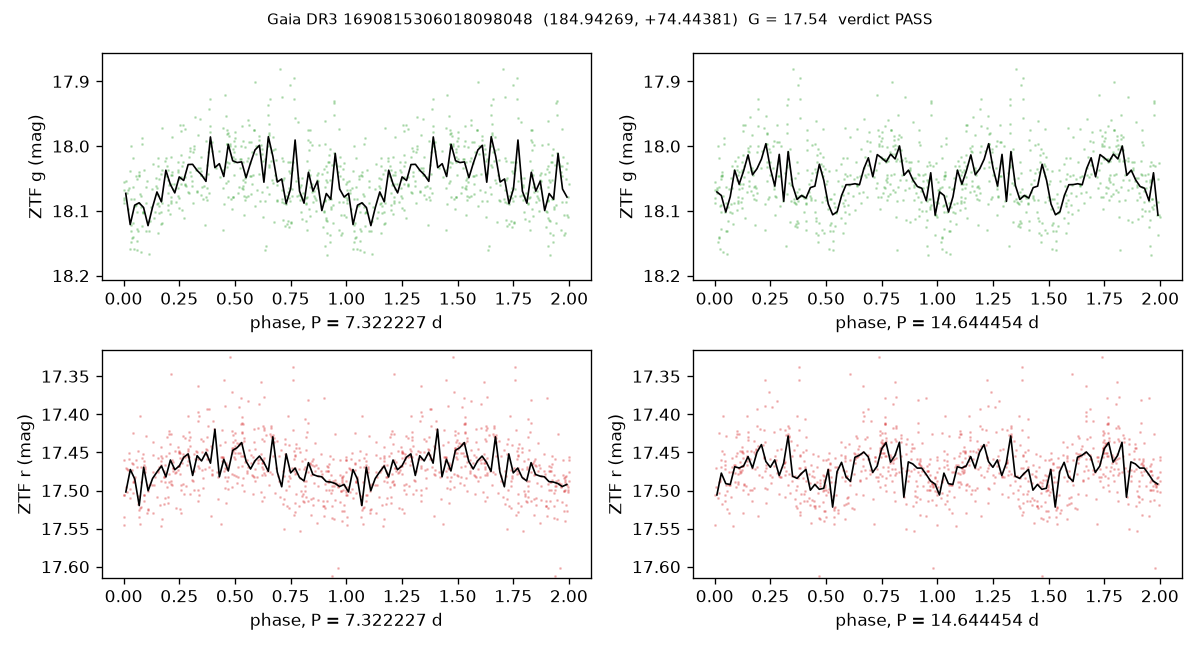 Gaia DR3 1690815306018098048 (184.94269, +74.44381) G = 17.54 verdict PASS
ZTF g (mag)
17.9
18.0
18.1
18.2
0.00 0.25 0.50 0.75 1.00 1.25 1.50 1.75 2.00
phase, P = 7.322227 d
ZTF g (mag)
17.9
18.0
18.1
18.2
0.00 0.25 0.50 0.75 1.00 1.25 1.50 1.75 2.00
phase, P = 14.644454 d
ZTF r (mag)
17.35
17.40
17.45
17.50
17.55
17.60
0.00 0.25 0.50 0.75 1.00 1.25 1.50 1.75 2.00
phase, P = 7.322227 d
ZTF r (mag)
17.35
17.40
17.45
17.50
17.55
17.60
0.00 0.25 0.50 0.75 1.00 1.25 1.50 1.75 2.00
phase, P = 14.644454 d